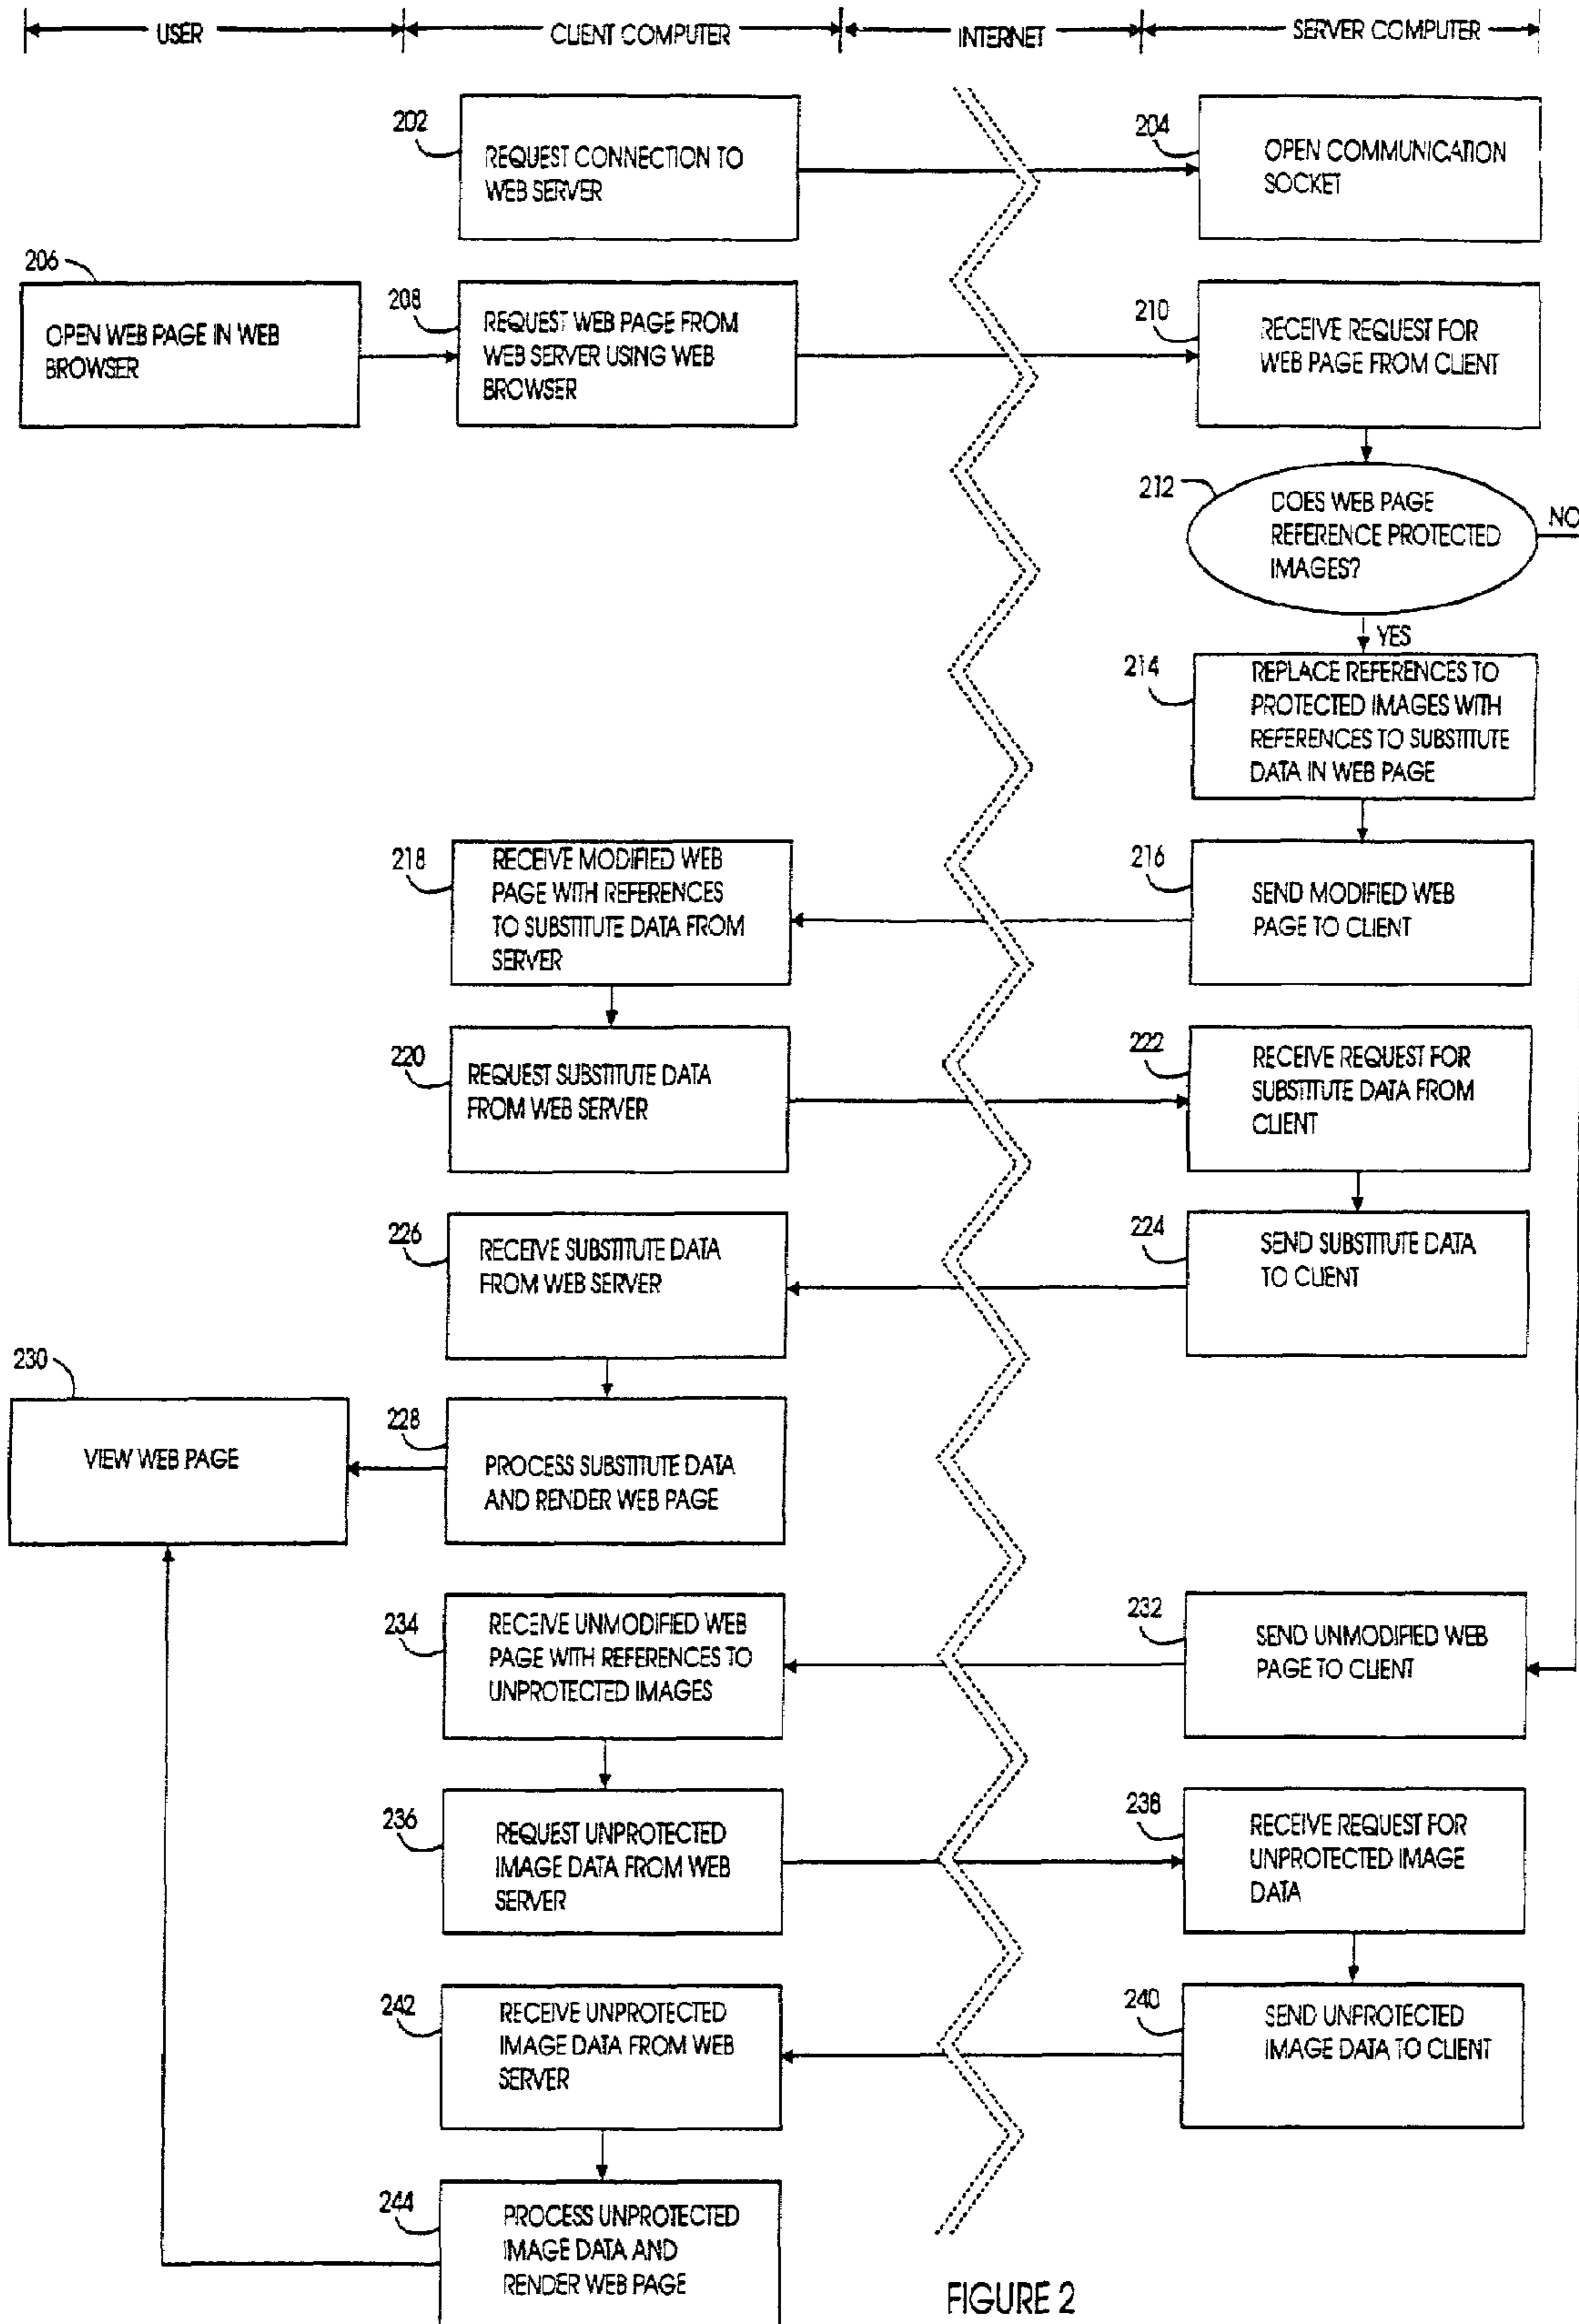 USER
CLIENT COMPUTER
INTERNET
SERVER COMPUTER
202
REQUEST CONNECTION TO
WEB SERVER
204
OPEN COMMUNICATION
SOCKET
206
OPEN WEB PAGE IN WEB
BROWSER
208
REQUEST WEB PAGE FROM
WEB SERVER USING WEB
BROWSER
210
RECEIVE REQUEST FOR
WEB PAGE FROM CLIENT
212
DOES WEB PAGE
REFERENCE PROTECTED
IMAGES?
NO
YES
214
REPLACE REFERENCES TO
PROTECTED IMAGES WITH
REFERENCES TO SUBSTITUTE
DATA IN WEB PAGE
216
SEND MODIFIED WEB
PAGE TO CLIENT
218
RECEIVE MODIFIED WEB
PAGE WITH REFERENCES
TO SUBSTITUTE DATA FROM
SERVER
220
REQUEST SUBSTITUTE DATA
FROM WEB SERVER
222
RECEIVE REQUEST FOR
SUBSTITUTE DATA FROM
CLIENT
224
SEND SUBSTITUTE DATA
TO CLIENT
226
RECEIVE SUBSTITUTE DATA
FROM WEB SERVER
228
PROCESS SUBSTITUTE DATA
AND RENDER WEB PAGE
230
VIEW WEB PAGE
232
SEND UNMODIFIED WEB
PAGE TO CLIENT
234
RECEIVE UNMODIFIED WEB
PAGE WITH REFERENCES TO
UNPROTECTED IMAGES
236
REQUEST UNPROTECTED
IMAGE DATA FROM WEB
SERVER
238
RECEIVE REQUEST FOR
UNPROTECTED IMAGE
DATA
240
SEND UNPROTECTED
IMAGE DATA TO CLIENT
242
RECEIVE UNPROTECTED
IMAGE DATA FROM WEB
SERVER
244
PROCESS UNPROTECTED
IMAGE DATA AND
RENDER WEB PAGE
FIGURE 2